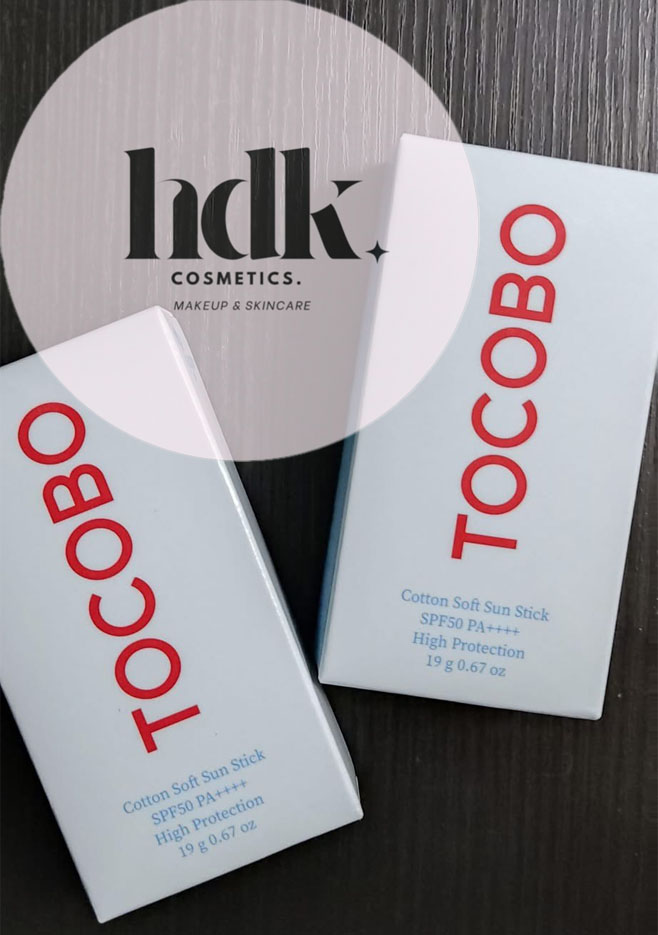 hdk.
COSMETICS.
MAKEUP & SKINCARE
TOCOBO
Cotton Soft Sun Stick
SPF50 PA++++
High Protection
19 g 0.67 oz
TOCOBO
Cotton Soft Sun Stick
SPF50 PA++++
High Protection
19 g 0.67 oz